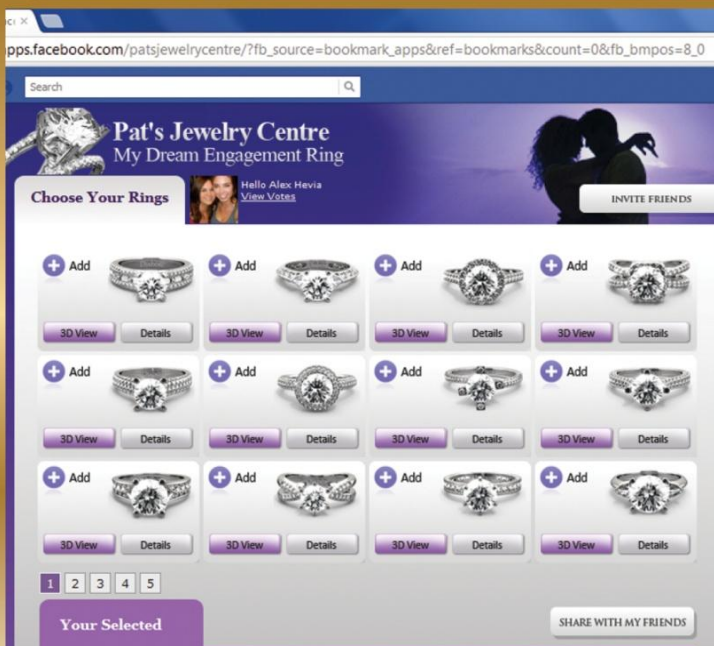 pps.facebook.com/patsjewelrycentre/?fb_source=bookmark_apps&ref=bookmarks&count=0&fb_bmpos=8_0
Search
Pat's Jewelry Centre
My Dream Engagement Ring
Choose Your Rings
Hello Alex Hevia
View Votes
INVITE FRIENDS
Add Add Add Add
3D View Details 3D View Details 3D View Details 3D View Details
Add Add Add Add
3D View Details 3D View Details 3D View Details 3D View Details
Add Add Add Add
3D View Details 3D View Details 3D View Details 3D View Details
1 2 3 4 5
Your Selected
SHARE WITH MY FRIENDS